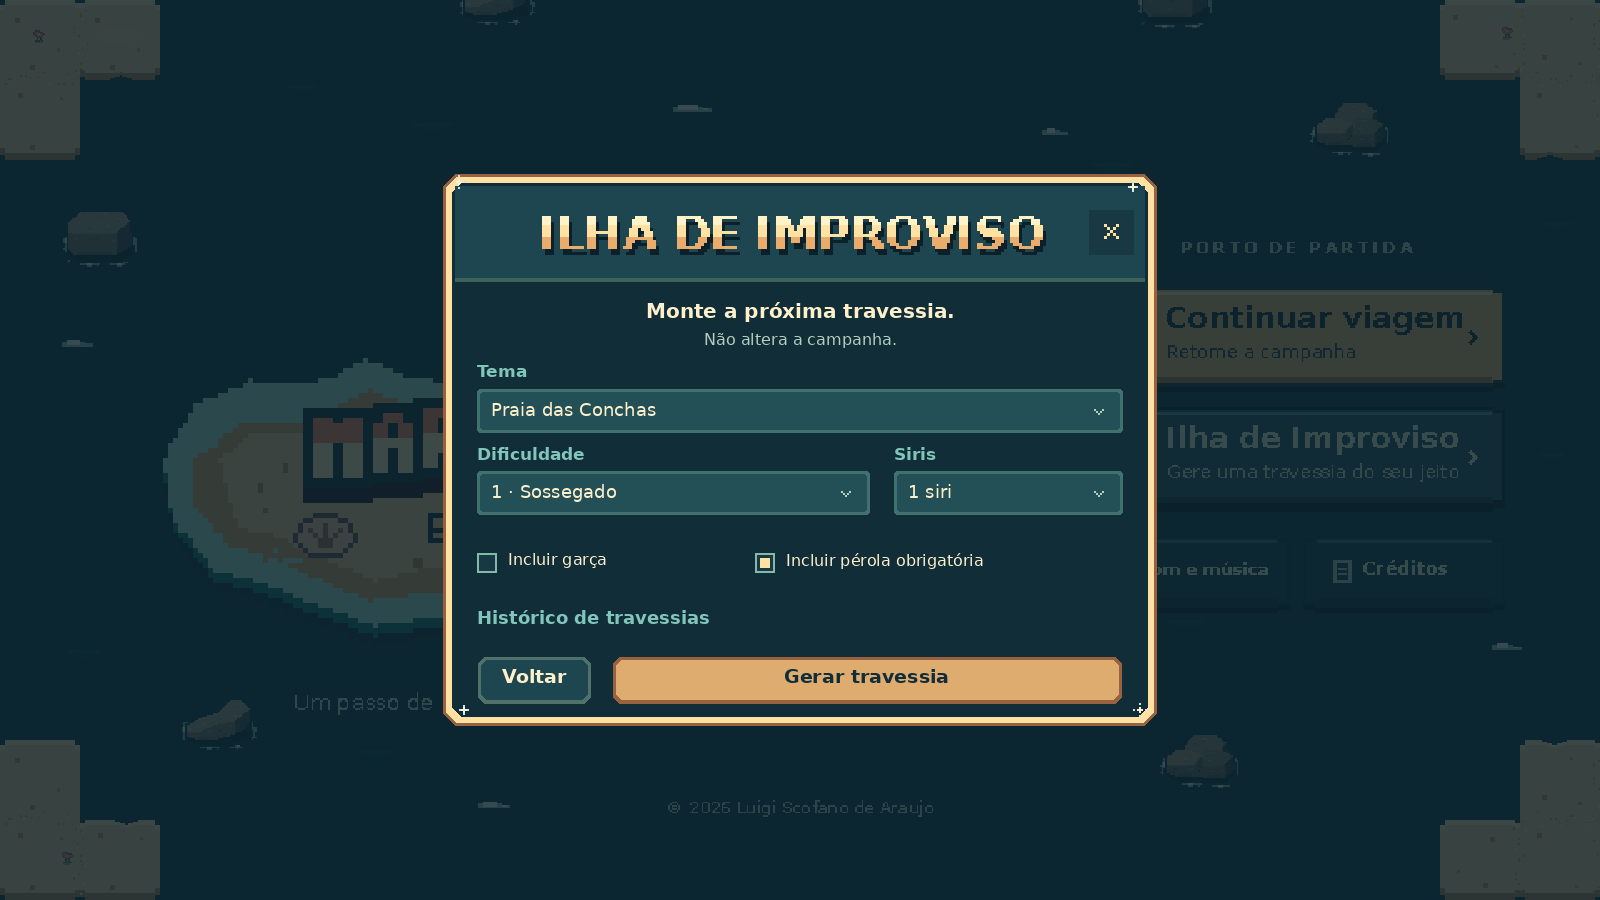 ILHA DE IMPROVISO
Monte a próxima travessia.
Não altera a campanha.
Tema
Praia das Conchas
Dificuldade
Siris
1 · Sossegado
1 siri
Incluir garça
Incluir pérola obrigatória
Histórico de travessias
Voltar
Gerar travessia
PORTO DE PARTIDA
Continuar viagem
Retome a campanha
Ilha de Improviso
Gere uma travessia do seu jeito
e música
Créditos
Um passo de
© 2026 Luigi Scofano de Araujo